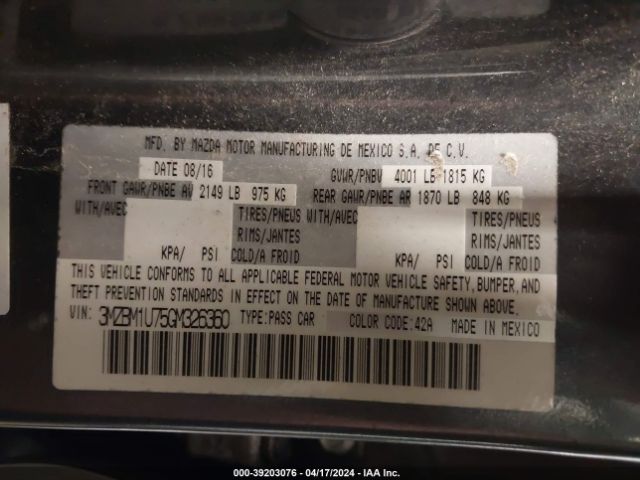 MFD. BY MAZDA MOTOR MANUFACTURING DE MEXICO S.A. DE C.V.
DATE 08/16 GVWR/PNBV 4001 LB 1815 KG
FRONT GAWR/PNBE AV 2149 LB 975 KG REAR GAWR/PNBE AR 1870 LB 848 KG
WITH/AVEC TIRES/PNEUS WITH/AVEC TIRES/PNEUS
RIMS/JANTES RIMS/JANTES
KPA/ PSI COLD/A FROID KPA/ PSI COLD/A FROID
THIS VEHICLE CONFORMS TO ALL APPLICABLE FEDERAL MOTOR VEHICLE SAFETY, BUMPER, AND
THEFT PREVENTION STANDARDS IN EFFECT ON THE DATE OF MANUFACTURE SHOWN ABOVE.
VIN: 3MZBM1U75GM326360 TYPE:PASS CAR COLOR CODE:42A MADE IN MEXICO
000-39203076 - 04/17/2024 - IAA Inc.